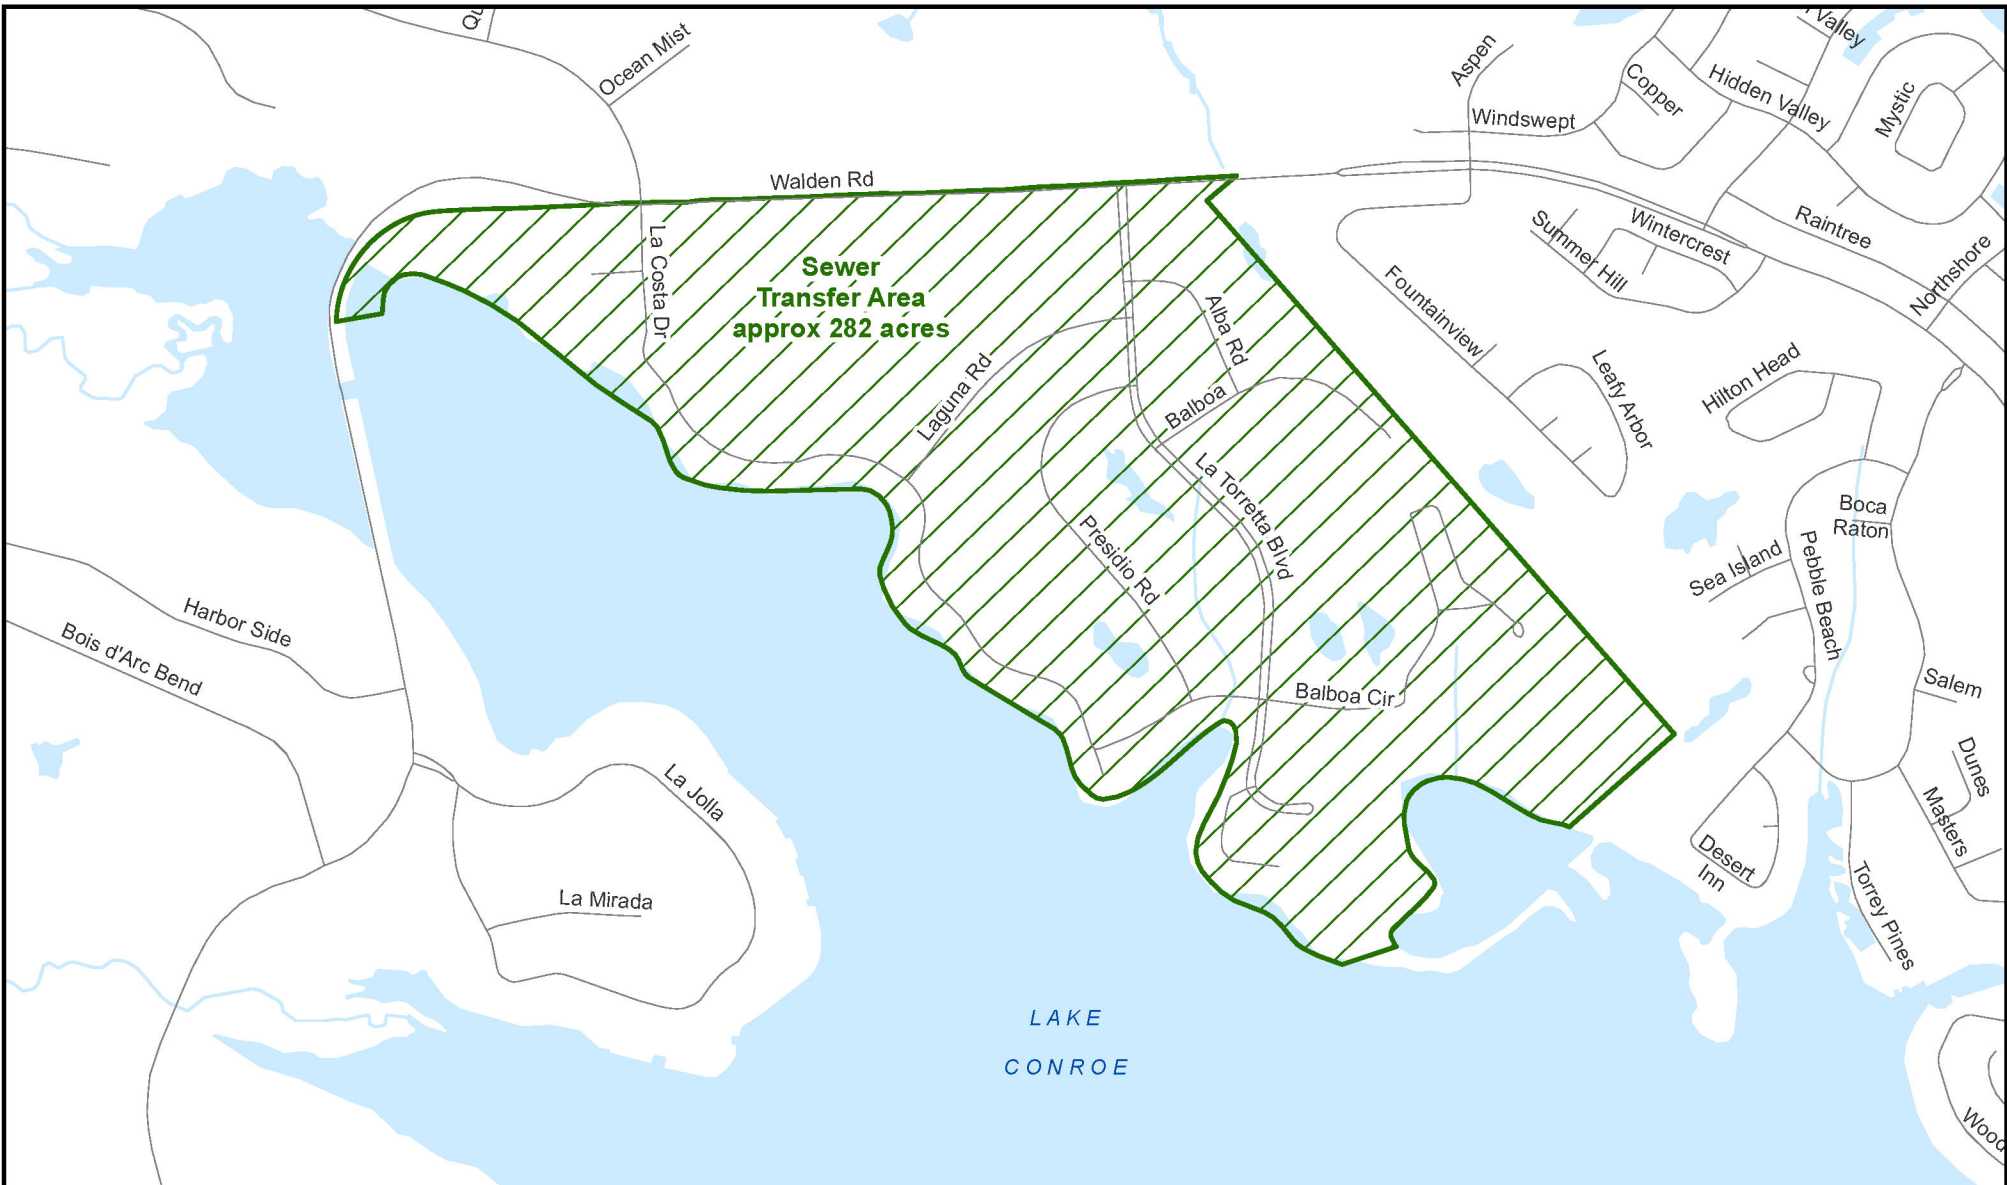 Qu
Ocean Mist
Aspen
Valley
Copper
Hidden Valley
Mystic
Windswept
Walden Rd
Raintree
Wintercrest
Summer Hill
Northshore
La Costa Dr
Sewer
Transfer Area
approx 282 acres
Fountainview
Alba Rd
Laguna Rd
Leafy Arbor
Hilton Head
Balboa
La Torretta Blvd
Boca
Raton
Presidio Rd
Sea Island
Pebble Beach
Harbor Side
Bois d'Arc Bend
Balboa Cir
Salem
Dunes
La Jolla
Masters
Desert
Inn
La Mirada
Torrey Pines
LAKE
CONROE
Wood